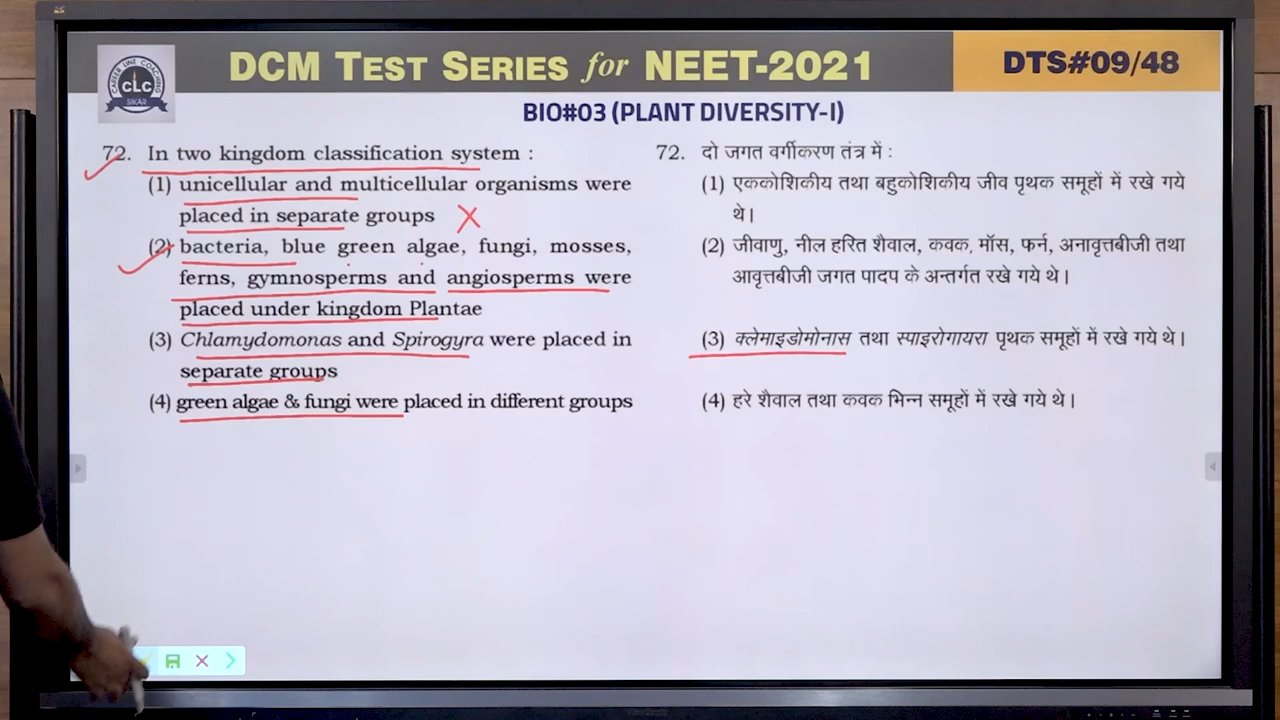 DCM TEST SERIES for NEET-2021
DTS#09/48
CAREER LINE COACHING
CLC
SIKAR
BIO#03 (PLANT DIVERSITY-I)
72. In two kingdom classification system :
(1) unicellular and multicellular organisms were
placed in separate groups
(2) bacteria, blue green algae, fungi, mosses,
ferns, gymnosperms and angiosperms were
placed under kingdom Plantae
(3) Chlamydomonas and Spirogyra were placed in
separate groups
(4) green algae & fungi were placed in different groups
72. दो जगत वर्गीकरण तंत्र में :
(1) एककोशिकीय तथा बहुकोशिकीय जीव पृथक समूहों में रखे गये
थे।
(2) जीवाणु, नील हरित शैवाल, कवक, मॉस, फर्न, अनावृत्तबीजी तथा
आवृत्तबीजी जगत पादप के अन्तर्गत रखे गये थे।
(3) क्लेमाइडोमोनास तथा स्पाइरोगायरा पृथक समूहों में रखे गये थे।
(4) हरे शैवाल तथा कवक भिन्न समूहों में रखे गये थे।